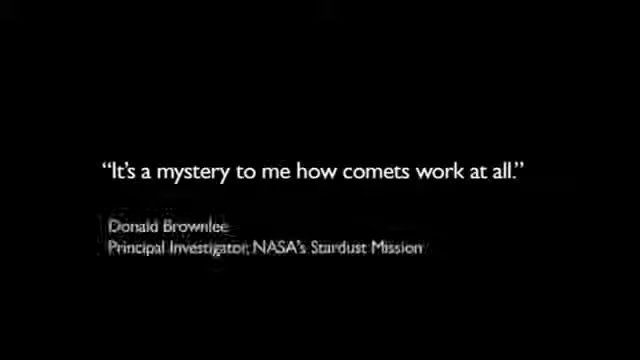 “It’s a mystery to me how comets work at all.”
Donald Brownlee
Principal Investigator, NASA’s Stardust Mission